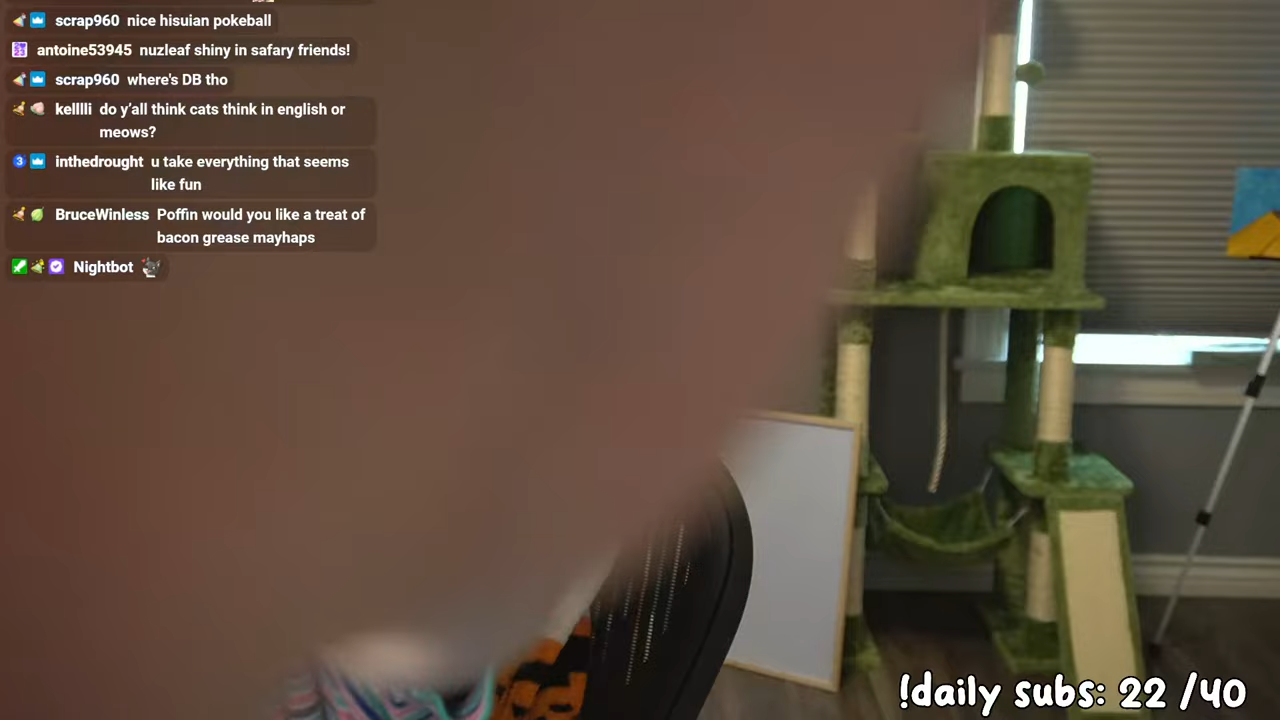 scrap960 nice hisuian pokeball
antoine53945 nuzleaf shiny in safary friends!
scrap960 where's DB tho
kelllli do y'all think cats think in english or
meows?
inthedrought u take everything that seems
like fun
BruceWinless Poffin would you like a treat of
bacon grease mayhaps
Nightbot
!daily subs: 22 /40